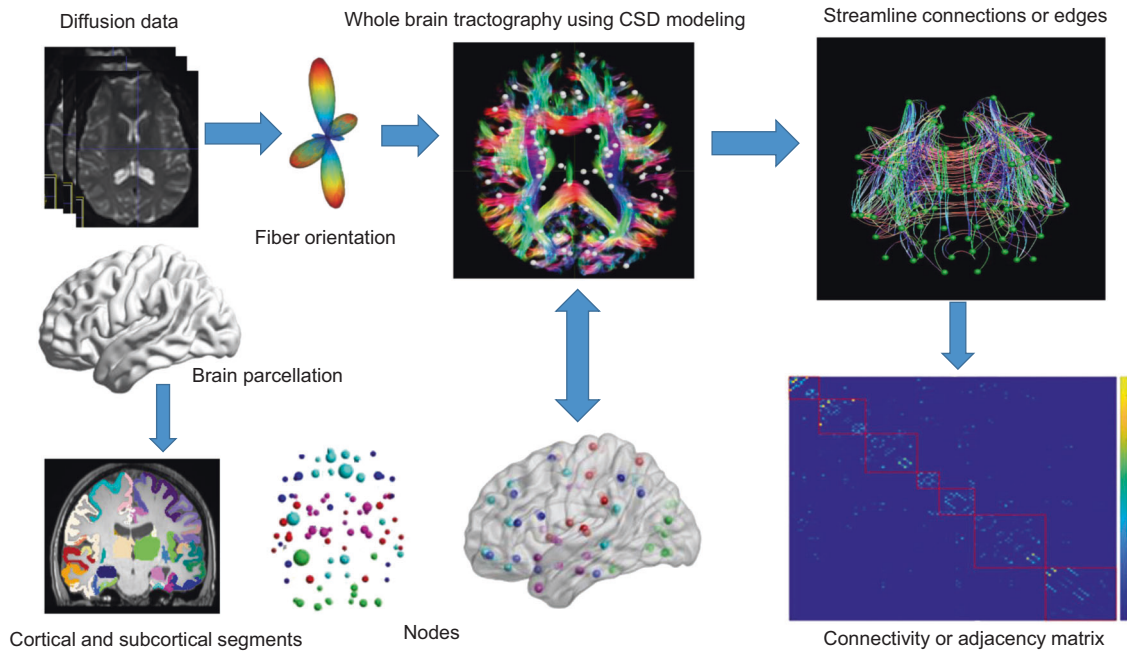 Diffusion data
Whole brain tractography using CSD modeling
Streamline connections or edges
Fiber orientation
Brain parcellation
Cortical and subcortical segments
Nodes
Connectivity or adjacency matrix